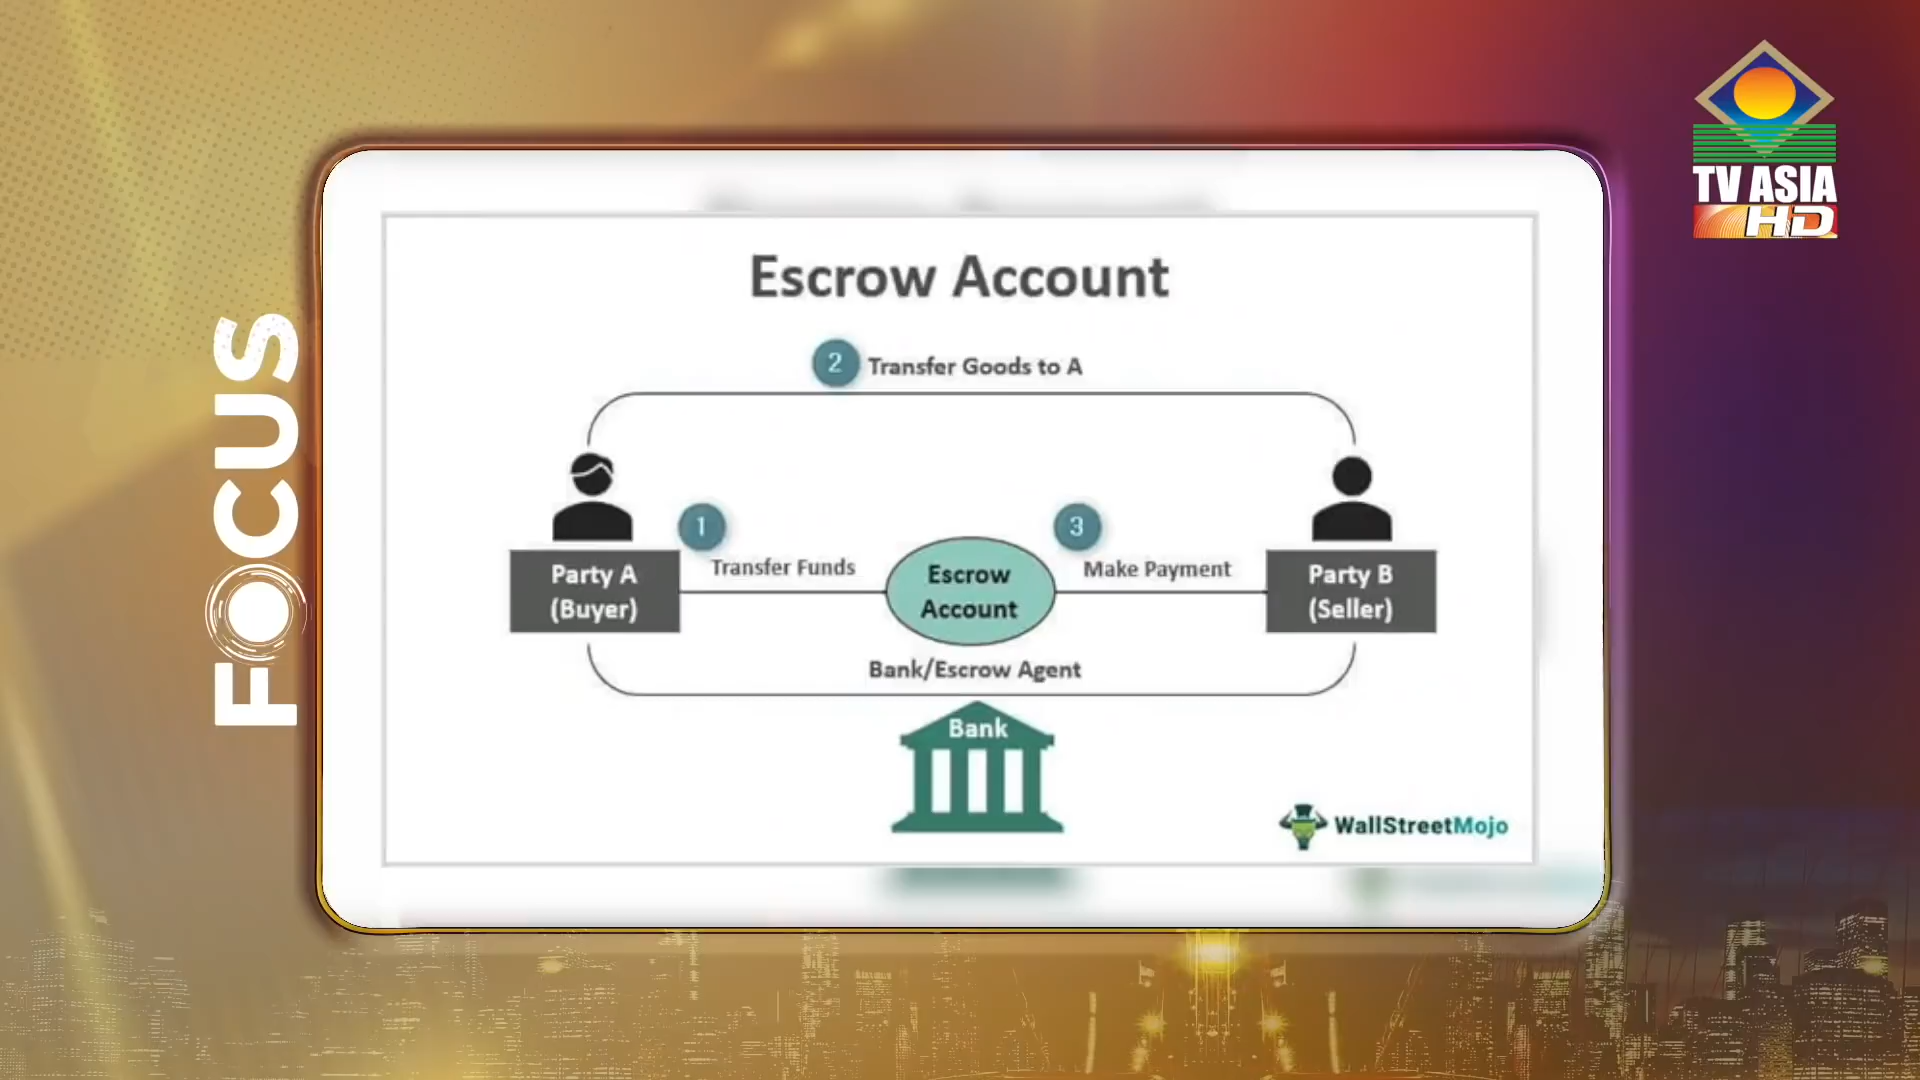 TV ASIA
HD
FOCUS
Escrow Account
2
Transfer Goods to A
1
3
Transfer Funds
Make Payment
Party A
(Buyer)
Escrow
Account
Party B
(Seller)
Bank/Escrow Agent
Bank
WallStreetMojo